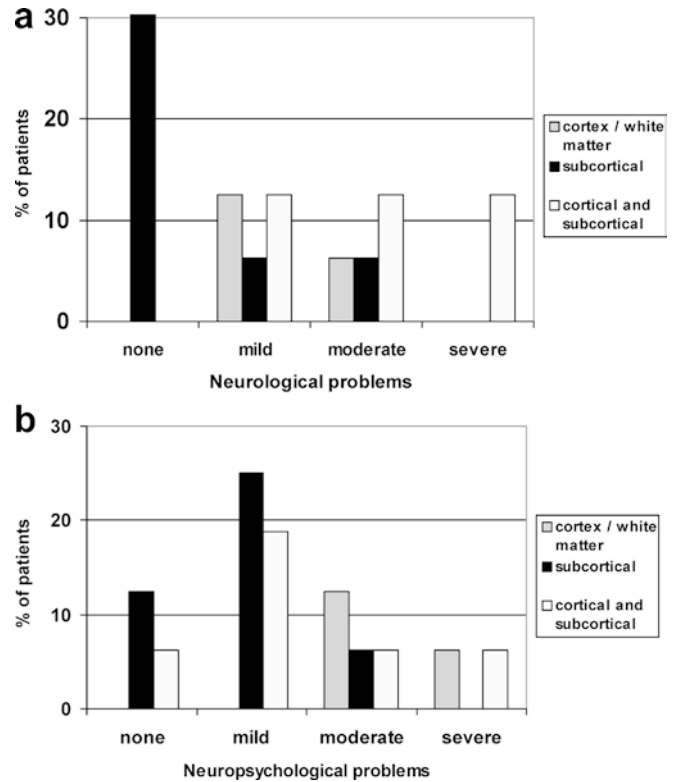 a
30
20
10
0
% of patients
none mild moderate severe
Neurological problems
cortex / white
matter
subcortical
cortical and
subcortical
b
30
20
10
0
% of patients
none mild moderate severe
Neuropsychological problems
cortex / white
matter
subcortical
cortical and
subcortical